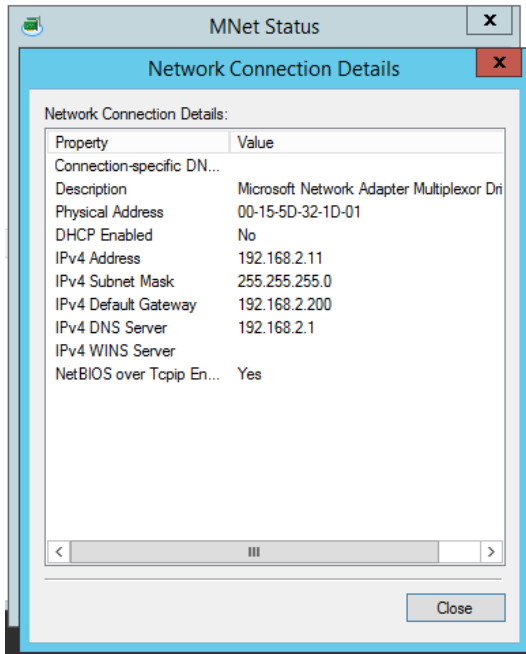 MNet Status
x
Network Connection Details
x
Network Connection Details:
Property Value
Connection-specific DN...
Description Microsoft Network Adapter Multiplexor Dri
Physical Address 00-15-5D-32-1D-01
DHCP Enabled No
IPv4 Address 192.168.2.11
IPv4 Subnet Mask 255.255.255.0
IPv4 Default Gateway 192.168.2.200
IPv4 DNS Server 192.168.2.1
IPv4 WINS Server
NetBIOS over Tcpip En... Yes
Close